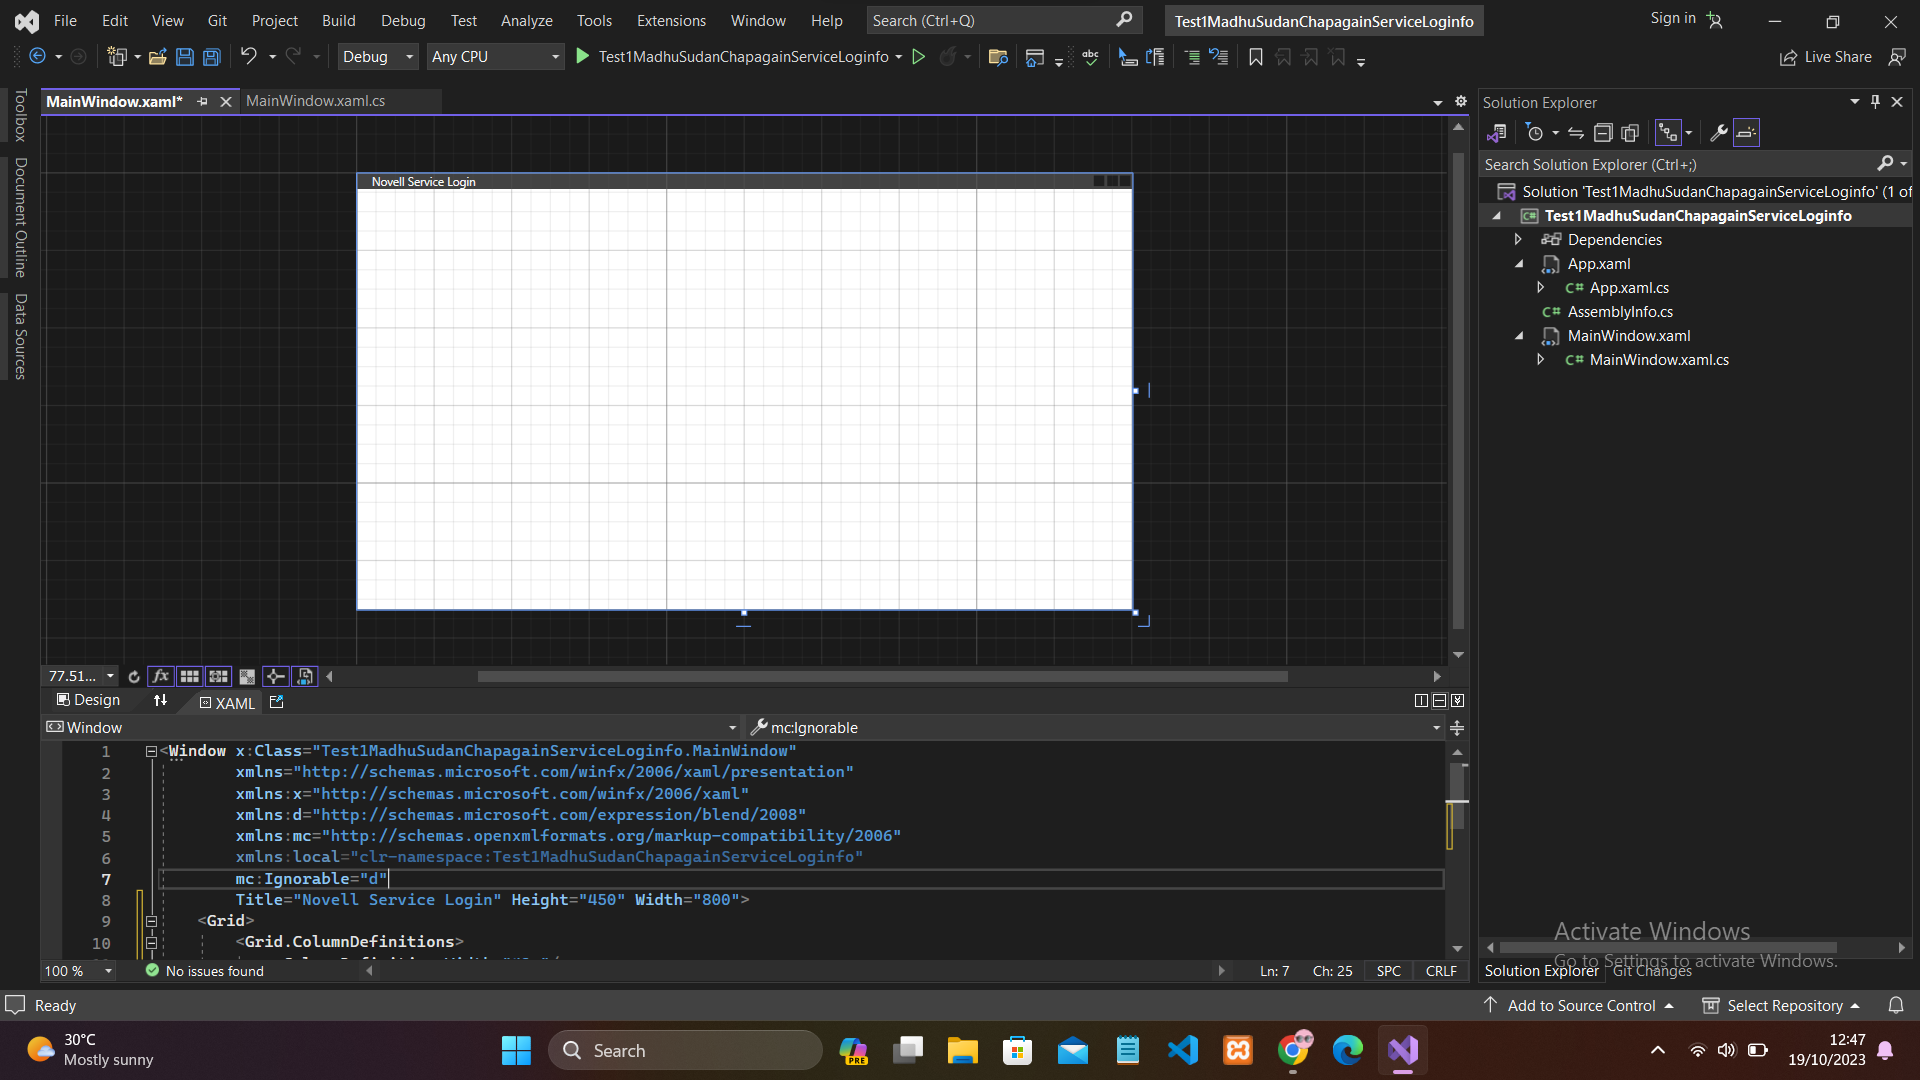 File Edit View Git Project Build Debug Test Analyze Tools Extensions Window Help Search (Ctrl+Q) Test1MadhuSudanChapagainServiceLoginfo Sign in
Debug Any CPU Test1MadhuSudanChapagainServiceLoginfo abc Live Share
Toolbox
Document Outline
Data Sources
MainWindow.xaml* MainWindow.xaml.cs
Novell Service Login
77.51...
fx
Design XAML
Window mc:Ignorable
1 <Window x:Class="Test1MadhuSudanChapagainServiceLoginfo.MainWindow"
2 xmlns="http://schemas.microsoft.com/winfx/2006/xaml/presentation"
3 xmlns:x="http://schemas.microsoft.com/winfx/2006/xaml"
4 xmlns:d="http://schemas.microsoft.com/expression/blend/2008"
5 xmlns:mc="http://schemas.openxmlformats.org/markup-compatibility/2006"
6 xmlns:local="clr-namespace:Test1MadhuSudanChapagainServiceLoginfo"
7 mc:Ignorable="d"
8 Title="Novell Service Login" Height="450" Width="800">
9 <Grid>
10 <Grid.ColumnDefinitions>
100 % No issues found Ln: 7 Ch: 25 SPC CRLF
Solution Explorer
Search Solution Explorer (Ctrl+;)
Solution 'Test1MadhuSudanChapagainServiceLoginfo' (1 of
Test1MadhuSudanChapagainServiceLoginfo
Dependencies
App.xaml
C# App.xaml.cs
C# AssemblyInfo.cs
MainWindow.xaml
C# MainWindow.xaml.cs
Activate Windows
Go to Settings to activate Windows.
Solution Explorer Git Changes
Ready Add to Source Control Select Repository
30°C
Mostly sunny
Search
PRE
12:47
19/10/2023